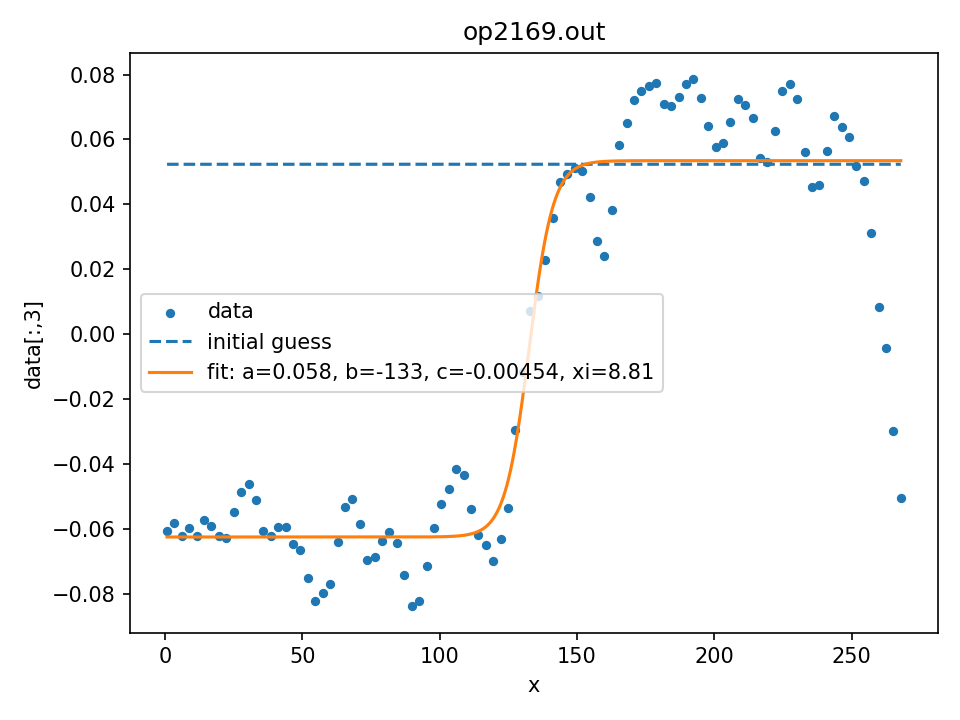 op2169.out
0.08
0.06
0.04
0.02
0.00
−0.02
−0.04
−0.06
−0.08
data[:,3]
data
initial guess
fit: a=0.058, b=-133, c=-0.00454, xi=8.81
0
50
100
150
200
250
x